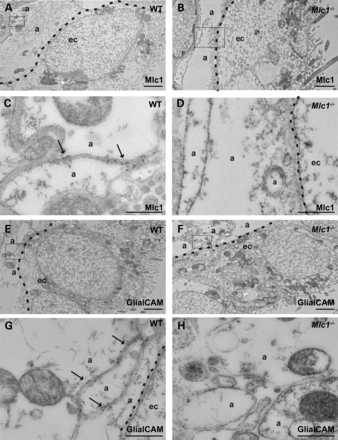 A a WT
a
ec
Mlc1
B a Mlc1-/-
a ec
Mlc1
C WT
a
a
Mlc1
D Mlc1-/-
a a ec
a
Mlc1
E a WT
a
ec
GlialCAM
F a Mlc1-/-
a
ec
GlialCAM
G WT
a
a
ec
GlialCAM
H Mlc1-/-
a
a
a
GlialCAM